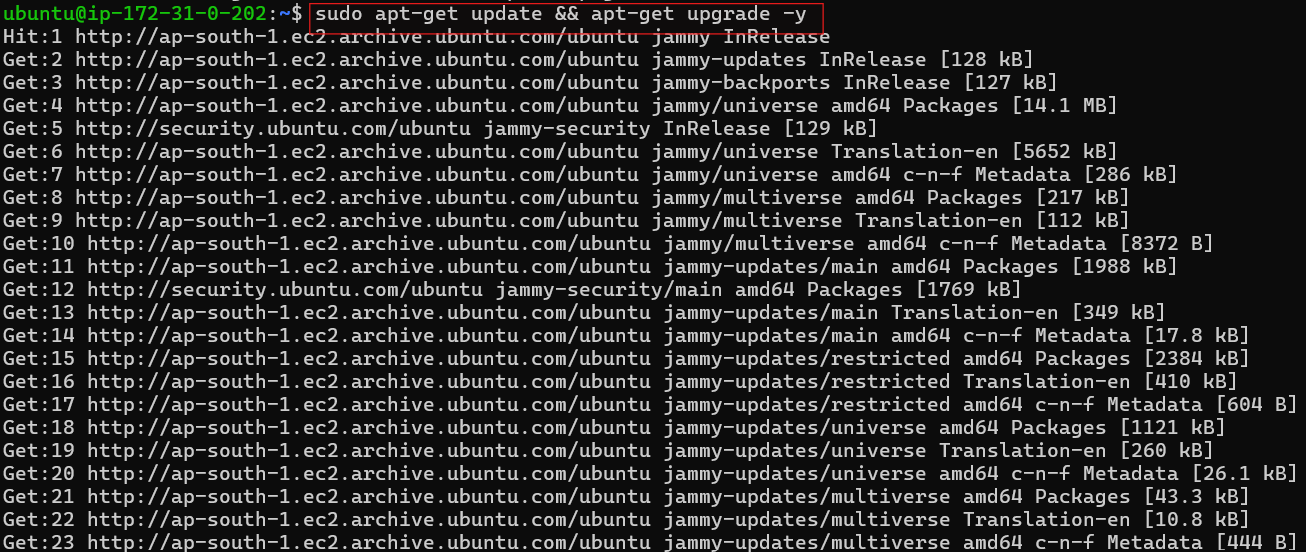 ubuntu@ip-172-31-0-202:~$ sudo apt-get update && apt-get upgrade -y
Hit:1 http://ap-south-1.ec2.archive.ubuntu.com/ubuntu jammy InRelease
Get:2 http://ap-south-1.ec2.archive.ubuntu.com/ubuntu jammy-updates InRelease [128 kB]
Get:3 http://ap-south-1.ec2.archive.ubuntu.com/ubuntu jammy-backports InRelease [127 kB]
Get:4 http://ap-south-1.ec2.archive.ubuntu.com/ubuntu jammy/universe amd64 Packages [14.1 MB]
Get:5 http://security.ubuntu.com/ubuntu jammy-security InRelease [129 kB]
Get:6 http://ap-south-1.ec2.archive.ubuntu.com/ubuntu jammy/universe Translation-en [5652 kB]
Get:7 http://ap-south-1.ec2.archive.ubuntu.com/ubuntu jammy/universe amd64 c-n-f Metadata [286 kB]
Get:8 http://ap-south-1.ec2.archive.ubuntu.com/ubuntu jammy/multiverse amd64 Packages [217 kB]
Get:9 http://ap-south-1.ec2.archive.ubuntu.com/ubuntu jammy/multiverse Translation-en [112 kB]
Get:10 http://ap-south-1.ec2.archive.ubuntu.com/ubuntu jammy/multiverse amd64 c-n-f Metadata [8372 B]
Get:11 http://ap-south-1.ec2.archive.ubuntu.com/ubuntu jammy-updates/main amd64 Packages [1988 kB]
Get:12 http://security.ubuntu.com/ubuntu jammy-security/main amd64 Packages [1769 kB]
Get:13 http://ap-south-1.ec2.archive.ubuntu.com/ubuntu jammy-updates/main Translation-en [349 kB]
Get:14 http://ap-south-1.ec2.archive.ubuntu.com/ubuntu jammy-updates/main amd64 c-n-f Metadata [17.8 kB]
Get:15 http://ap-south-1.ec2.archive.ubuntu.com/ubuntu jammy-updates/restricted amd64 Packages [2384 kB]
Get:16 http://ap-south-1.ec2.archive.ubuntu.com/ubuntu jammy-updates/restricted Translation-en [410 kB]
Get:17 http://ap-south-1.ec2.archive.ubuntu.com/ubuntu jammy-updates/restricted amd64 c-n-f Metadata [604 B]
Get:18 http://ap-south-1.ec2.archive.ubuntu.com/ubuntu jammy-updates/universe amd64 Packages [1121 kB]
Get:19 http://ap-south-1.ec2.archive.ubuntu.com/ubuntu jammy-updates/universe Translation-en [260 kB]
Get:20 http://ap-south-1.ec2.archive.ubuntu.com/ubuntu jammy-updates/universe amd64 c-n-f Metadata [26.1 kB]
Get:21 http://ap-south-1.ec2.archive.ubuntu.com/ubuntu jammy-updates/multiverse amd64 Packages [43.3 kB]
Get:22 http://ap-south-1.ec2.archive.ubuntu.com/ubuntu jammy-updates/multiverse Translation-en [10.8 kB]
Get:23 http://ap-south-1.ec2.archive.ubuntu.com/ubuntu jammy-updates/multiverse amd64 c-n-f Metadata [444 B]